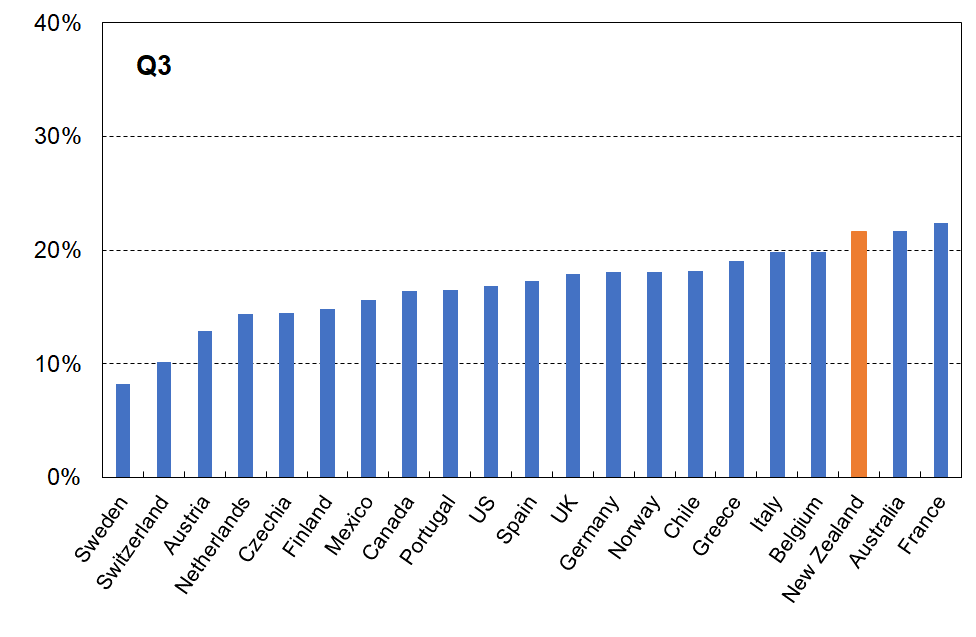 40%
Q3
30%
20%
10%
0%
Sweden
Switzerland
Austria
Netherlands
Czechia
Finland
Mexico
Canada
Portugal
US
Spain
UK
Germany
Norway
Chile
Greece
Italy
Belgium
New Zealand
Australia
France